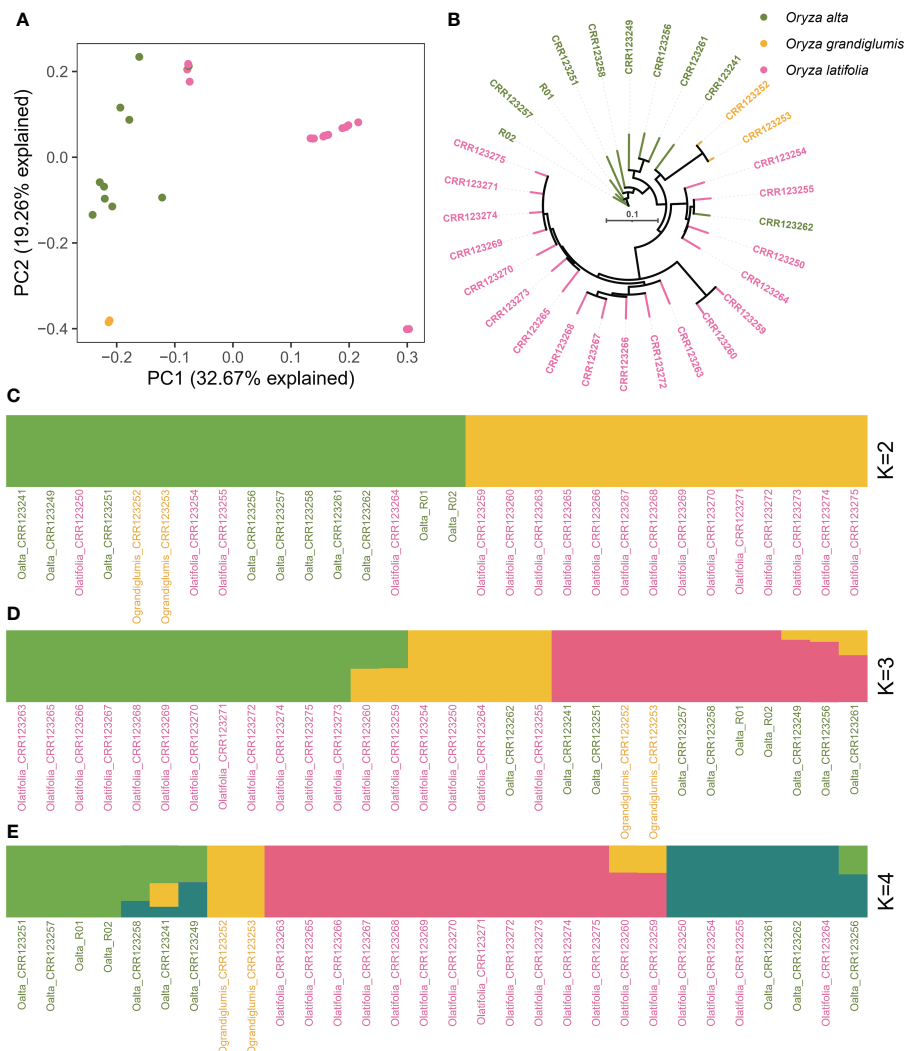 A
B
Oryza alta
Oryza grandiglumis
Oryza latifolia
PC2 (19.26% explained)
0.2
0.0
−0.2
−0.4
−0.2
−0.1
0.0
0.1
0.2
0.3
PC1 (32.67% explained)
CRR123275
R02
CRR123257
R01
CRR123251
CRR123258
CRR123249
CRR123256
CRR123261
CRR123241
CRR123252
CRR123253
CRR123254
CRR123255
CRR123262
CRR123250
CRR123264
CRR123259
CRR123260
CRR123263
CRR123272
CRR123266
CRR123267
CRR123268
CRR123265
CRR123273
CRR123270
CRR123269
CRR123274
CRR123271
0.1
C
K=2
Oalta_CRR123241
Oalta_CRR123249
Olatifolia_CRR123250
Oalta_CRR123251
Ograndiglumis_CRR123252
Ograndiglumis_CRR123253
Olatifolia_CRR123254
Olatifolia_CRR123255
Oalta_CRR123256
Oalta_CRR123257
Oalta_CRR123258
Oalta_CRR123261
Oalta_CRR123262
Olatifolia_CRR123264
Oalta_R01
Oalta_R02
Olatifolia_CRR123259
Olatifolia_CRR123260
Olatifolia_CRR123263
Olatifolia_CRR123265
Olatifolia_CRR123266
Olatifolia_CRR123267
Olatifolia_CRR123268
Olatifolia_CRR123269
Olatifolia_CRR123270
Olatifolia_CRR123271
Olatifolia_CRR123272
Olatifolia_CRR123273
Olatifolia_CRR123274
Olatifolia_CRR123275
D
K=3
Olatifolia_CRR123263
Olatifolia_CRR123265
Olatifolia_CRR123266
Olatifolia_CRR123267
Olatifolia_CRR123268
Olatifolia_CRR123269
Olatifolia_CRR123270
Olatifolia_CRR123271
Olatifolia_CRR123272
Olatifolia_CRR123274
Olatifolia_CRR123275
Olatifolia_CRR123273
Olatifolia_CRR123260
Olatifolia_CRR123259
Olatifolia_CRR123254
Olatifolia_CRR123250
Olatifolia_CRR123264
Oalta_CRR123262
Olatifolia_CRR123255
Oalta_CRR123241
Oalta_CRR123251
Ograndiglumis_CRR123252
Ograndiglumis_CRR123253
Oalta_CRR123257
Oalta_CRR123258
Oalta_R01
Oalta_R02
Oalta_CRR123249
Oalta_CRR123256
Oalta_CRR123261
E
K=4
Oalta_CRR123251
Oalta_CRR123257
Oalta_R01
Oalta_R02
Oalta_CRR123258
Oalta_CRR123241
Oalta_CRR123249
Ograndiglumis_CRR123252
Ograndiglumis_CRR123253
Olatifolia_CRR123263
Olatifolia_CRR123265
Olatifolia_CRR123266
Olatifolia_CRR123267
Olatifolia_CRR123268
Olatifolia_CRR123269
Olatifolia_CRR123270
Olatifolia_CRR123271
Olatifolia_CRR123272
Olatifolia_CRR123273
Olatifolia_CRR123274
Olatifolia_CRR123275
Olatifolia_CRR123260
Olatifolia_CRR123259
Olatifolia_CRR123250
Olatifolia_CRR123254
Olatifolia_CRR123255
Oalta_CRR123261
Oalta_CRR123262
Olatifolia_CRR123264
Oalta_CRR123256